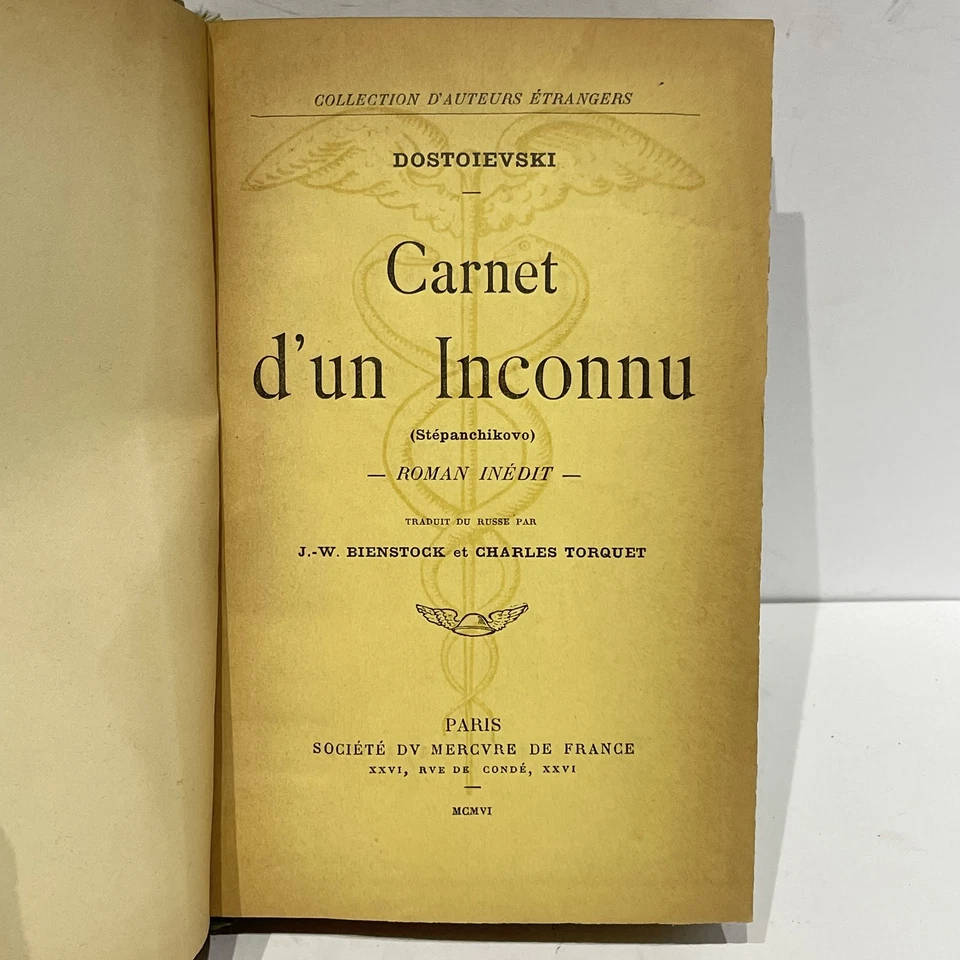 COLLECTION D'AUTEURS ÉTRANGERS
DOSTOIEVSKI
Carnet
d'un Inconnu
(Stépanchikovo)
— ROMAN INÉDIT —
TRADUIT DU RUSSE PAR
J.-W. BIENSTOCK et CHARLES TORQUET
PARIS
SOCIÉTÉ DV MERCVRE DE FRANCE
XXVI, RVE DE CONDÉ, XXVI
MCMVI